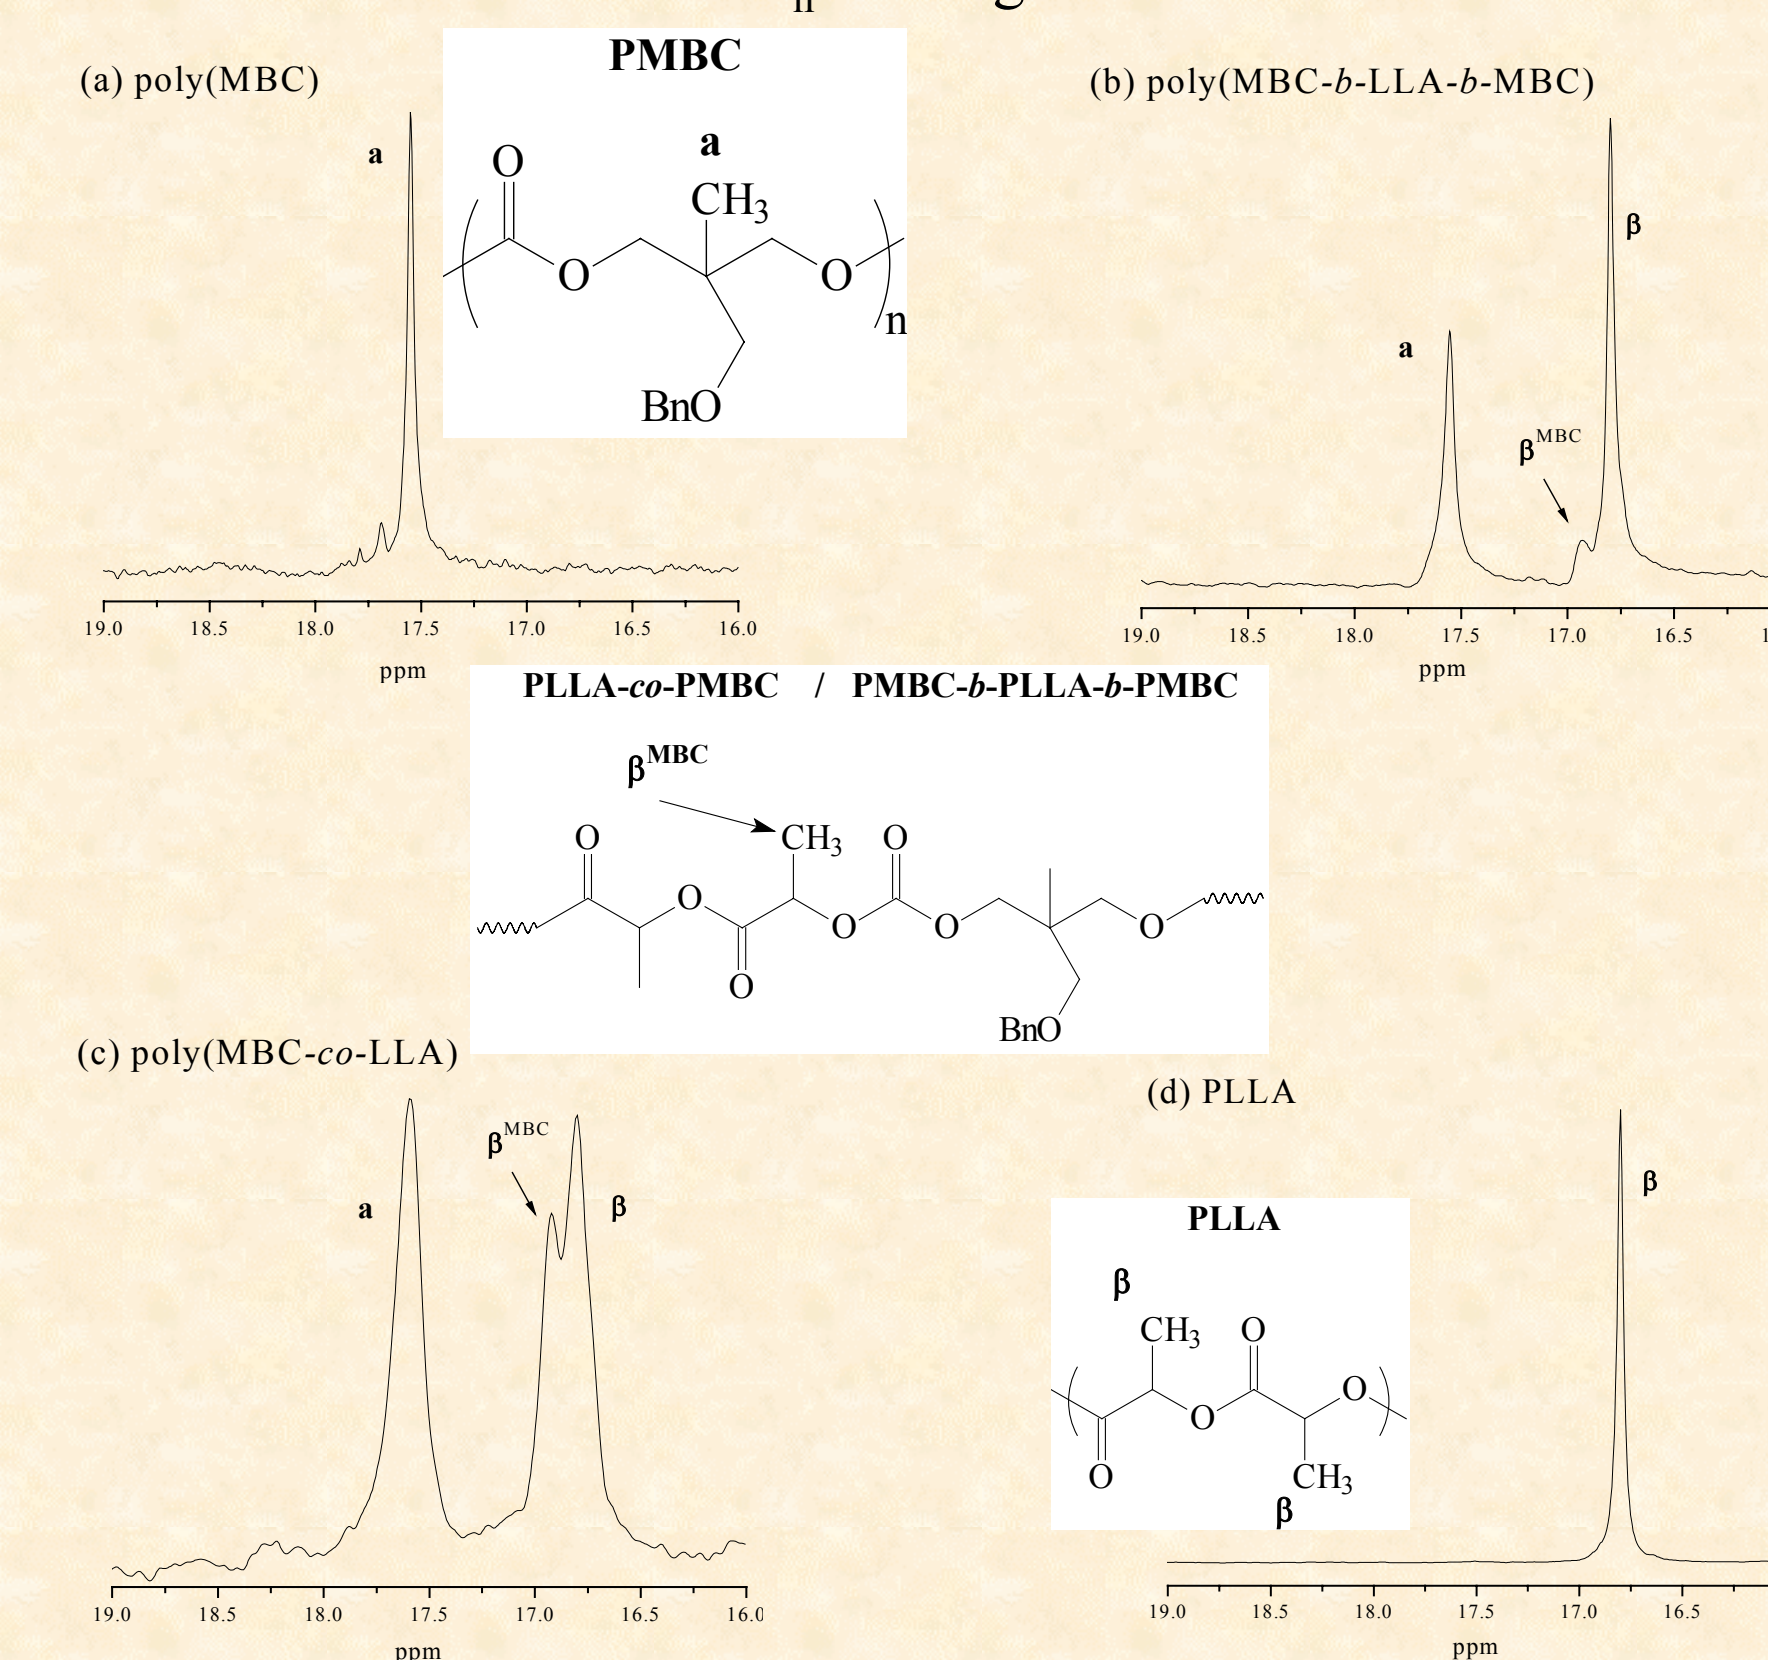 (a) poly(MBC)
a
19.0 18.5 18.0 17.5 17.0 16.5 16.0
ppm
PMBC
a
O
CH3
O O
n
BnO
(b) poly(MBC-b-LLA-b-MBC)
β
a
βMBC
19.0 18.5 18.0 17.5 17.0 16.5
ppm
PLLA-co-PMBC / PMBC-b-PLLA-b-PMBC
βMBC
O CH3 O
O
O O O
O
BnO
(c) poly(MBC-co-LLA)
βMBC
a
β
19.0 18.5 18.0 17.5 17.0 16.5 16.0
ppm
(d) PLLA
β
PLLA
β
CH3 O
O
O
O CH3
β
19.0 18.5 18.0 17.5 17.0 16.5
ppm